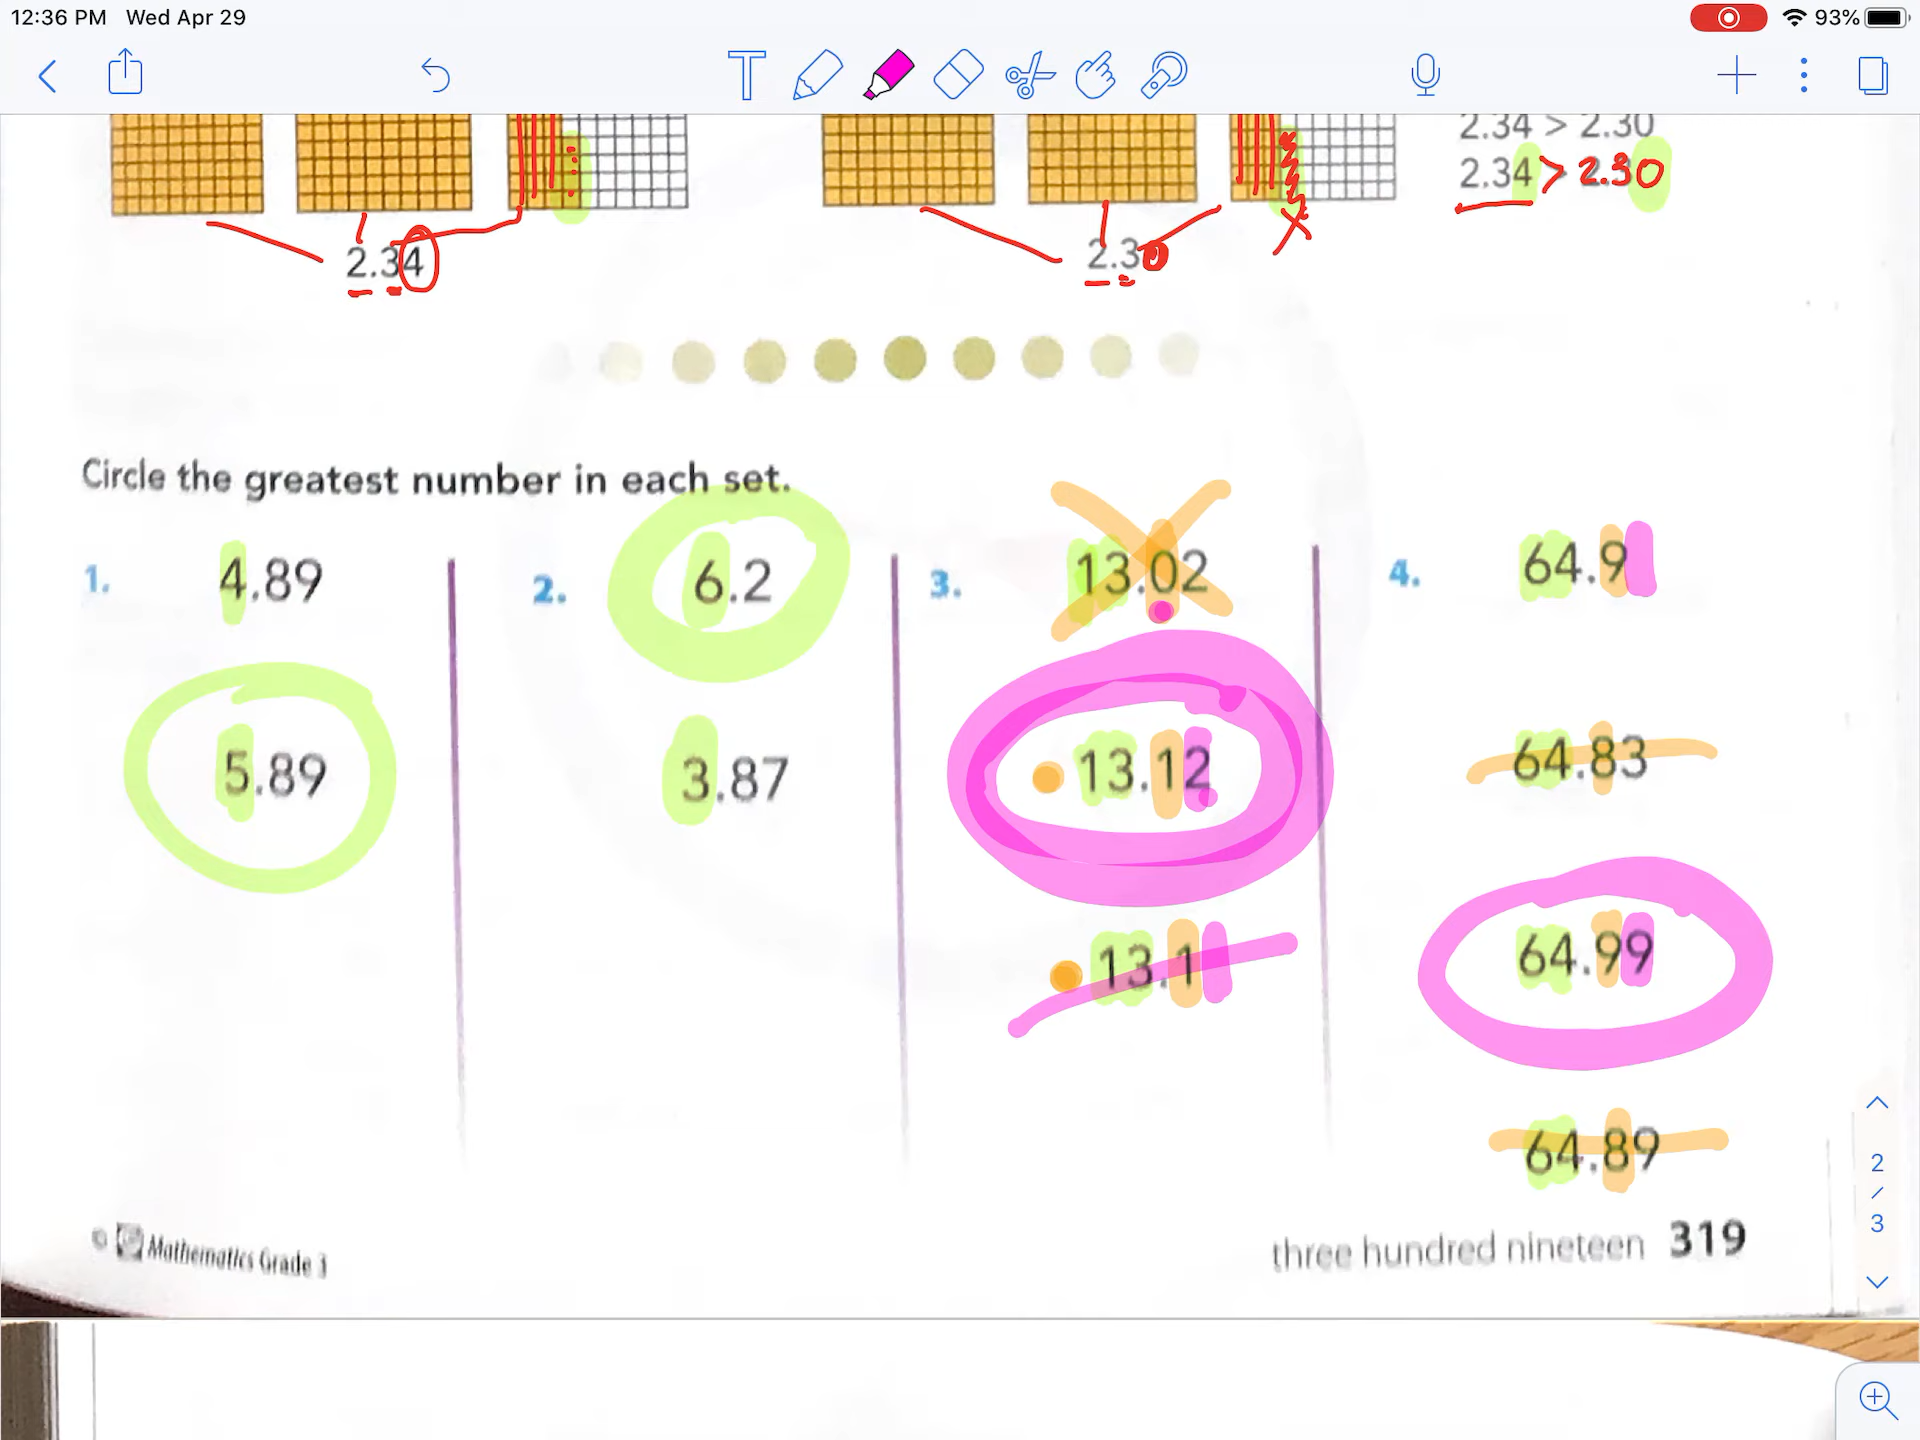 12:36 PM Wed Apr 29
93%
T
2.34 > 2.30
2.34 > 2.30
2.34
2.30
Circle the greatest number in each set.
1. 4.89
5.89
2. 6.2
3.87
3. 13.02
13.12
13.1
4. 64.9
64.83
64.99
64.89
© Mathematics Grade 3
three hundred nineteen 319
2
/
3